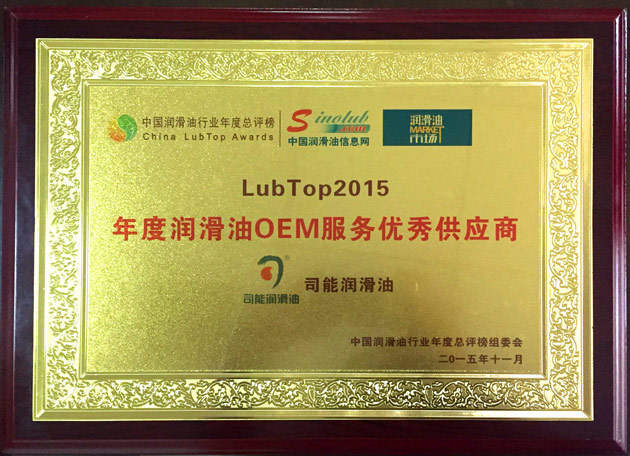 中国润滑油行业年度总评榜
China LubTop Awards
Sinolub
.com
中国润滑油信息网
润滑油
MARKET
市场
LubTop2015
年度润滑油OEM服务优秀供应商
司能润滑油
司能润滑油
中国润滑油行业年度总评榜组委会
二〇一五年十一月